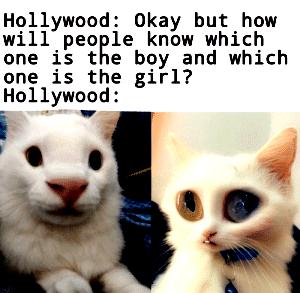 Hollywood: Okay but how
will people know which
one is the boy and which
one is the girl?
Hollywood: